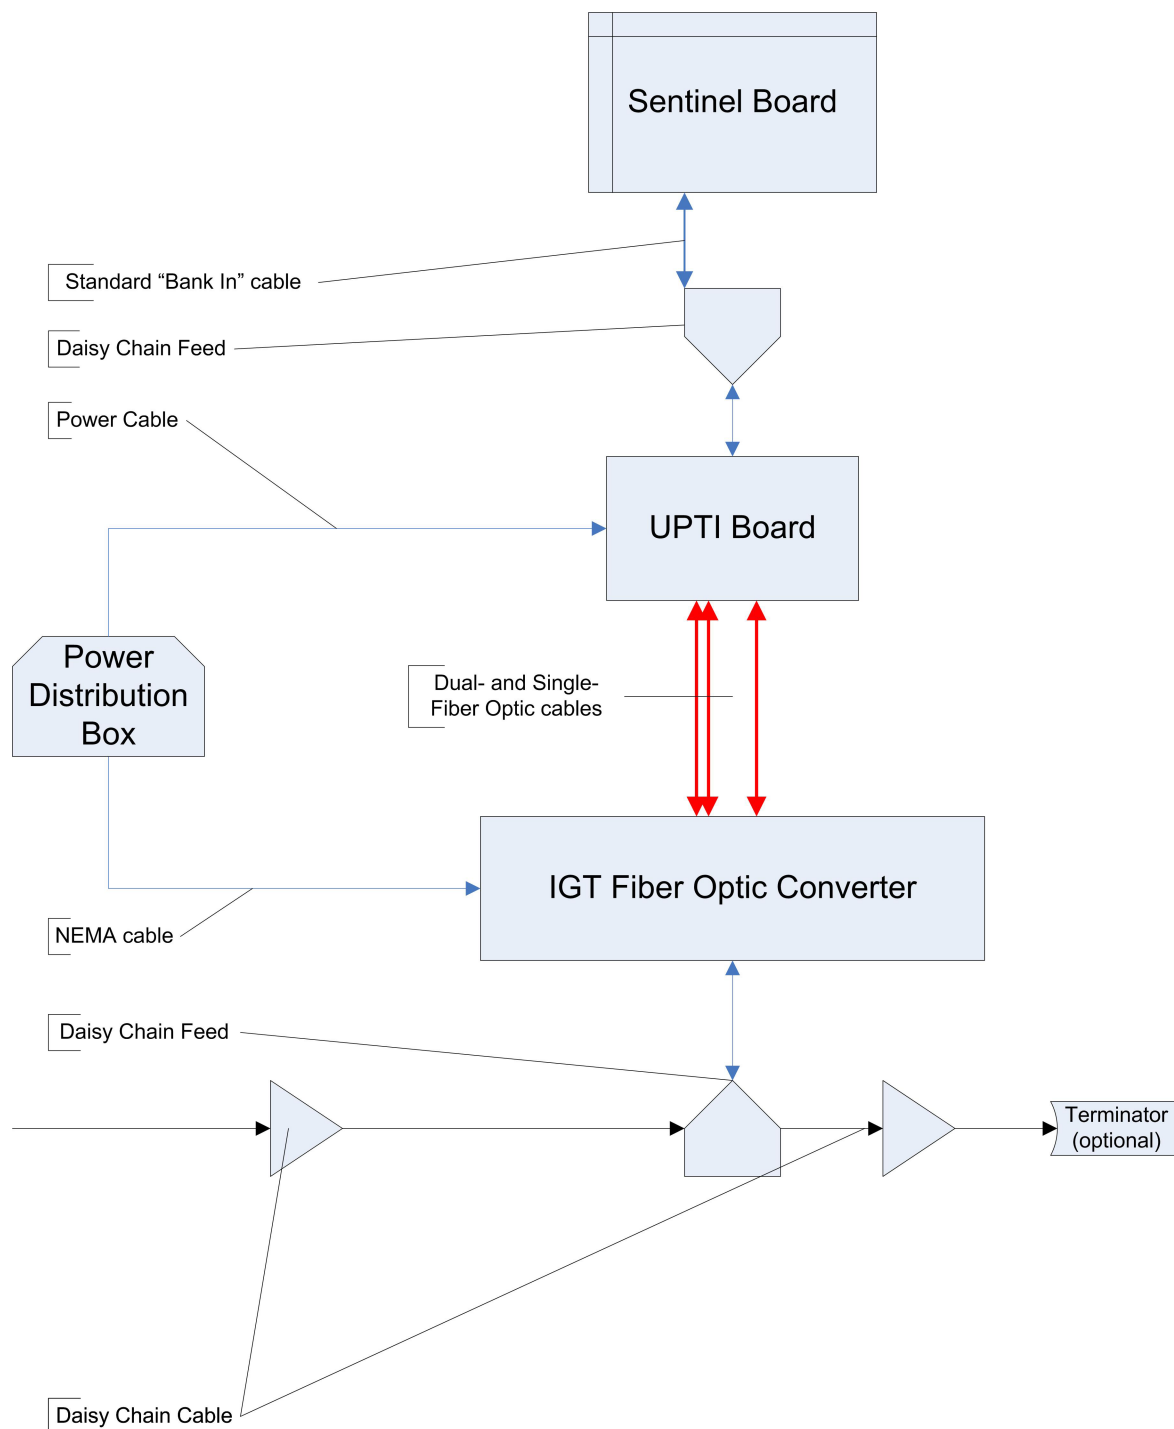 Sentinel Board
Standard “Bank In” cable
Daisy Chain Feed
Power Cable
UPTI Board
Power
Distribution
Box
Dual- and Single-
Fiber Optic cables
IGT Fiber Optic Converter
NEMA cable
Daisy Chain Feed
Terminator
(optional)
Daisy Chain Cable